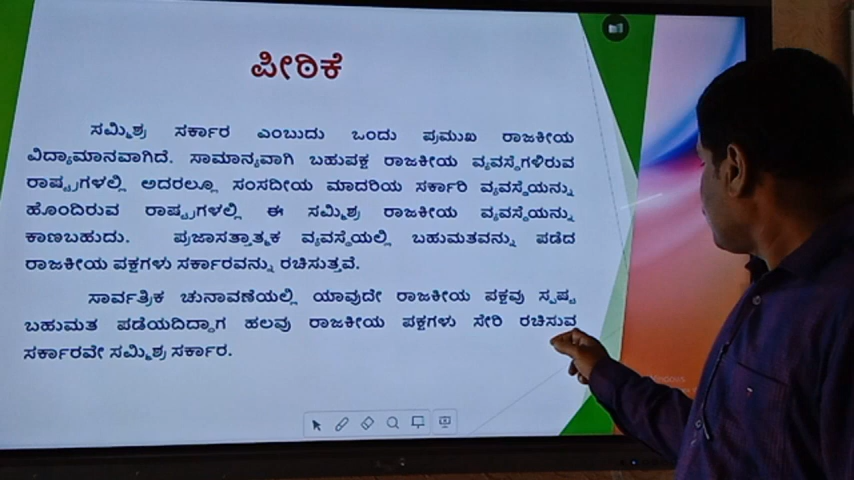 ಪೀಠಿಕೆ
ಸಮ್ಮಿಶ್ರ ಸರ್ಕಾರ ಎಂಬುದು ಒಂದು ಪ್ರಮುಖ ರಾಜಕೀಯ
ವಿದ್ಯಾಮಾನವಾಗಿದೆ. ಸಾಮಾನ್ಯವಾಗಿ ಬಹುಪಕ್ಷ ರಾಜಕೀಯ ವ್ಯವಸ್ಥೆಗಳಿರುವ
ರಾಷ್ಟ್ರಗಳಲ್ಲಿ ಅದರಲ್ಲೂ ಸಂಸದೀಯ ಮಾದರಿಯ ಸರ್ಕಾರಿ ವ್ಯವಸ್ಥೆಯನ್ನು
ಹೊಂದಿರುವ ರಾಷ್ಟ್ರಗಳಲ್ಲಿ ಈ ಸಮ್ಮಿಶ್ರ ರಾಜಕೀಯ ವ್ಯವಸ್ಥೆಯನ್ನು
ಕಾಣಬಹುದು. ಪ್ರಜಾಸತ್ತಾತ್ಮಕ ವ್ಯವಸ್ಥೆಯಲ್ಲಿ ಬಹುಮತವನ್ನು ಪಡೆದ
ರಾಜಕೀಯ ಪಕ್ಷಗಳು ಸರ್ಕಾರವನ್ನು ರಚಿಸುತ್ತವೆ.
ಸಾರ್ವತ್ರಿಕ ಚುನಾವಣೆಯಲ್ಲಿ ಯಾವುದೇ ರಾಜಕೀಯ ಪಕ್ಷವು ಸ್ಪಷ್ಟ
ಬಹುಮತ ಪಡೆಯದಿದ್ದಾಗ ಹಲವು ರಾಜಕೀಯ ಪಕ್ಷಗಳು ಸೇರಿ ರಚಿಸುವ
ಸರ್ಕಾರವೇ ಸಮ್ಮಿಶ್ರ ಸರ್ಕಾರ.